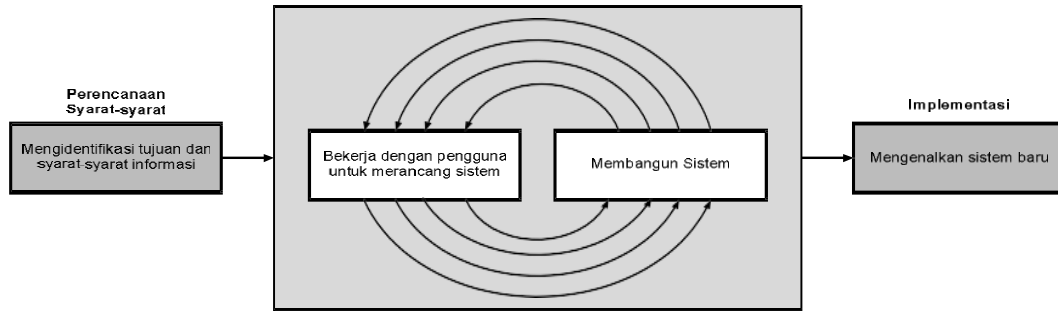 Perencanaan
Syarat-syarat
Mengidentifikasi tujuan dan
syarat-syarat informasi
Bekerja dengan pengguna
untuk merancang sistem
Membangun Sistem
Implementasi
Mengenalkan sistem baru